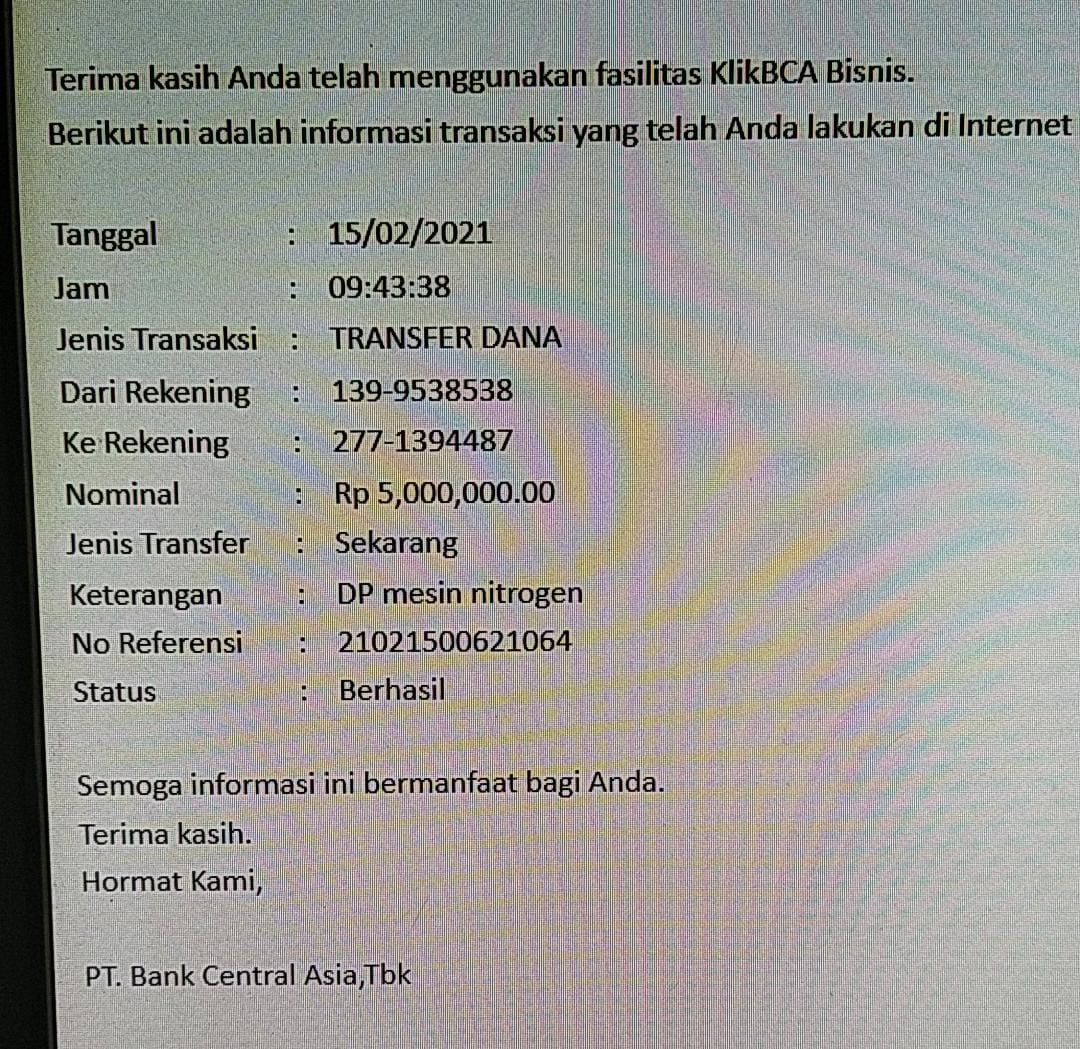 Terima kasih Anda telah menggunakan fasilitas KlikBCA Bisnis.
Berikut ini adalah informasi transaksi yang telah Anda lakukan di Internet
Tanggal : 15/02/2021
Jam : 09:43:38
Jenis Transaksi : TRANSFER DANA
Dari Rekening : 139-9538538
Ke Rekening : 277-1394487
Nominal : Rp 5,000,000.00
Jenis Transfer : Sekarang
Keterangan : DP mesin nitrogen
No Referensi : 21021500621064
Status : Berhasil
Semoga informasi ini bermanfaat bagi Anda.
Terima kasih.
Hormat Kami,
PT. Bank Central Asia,Tbk